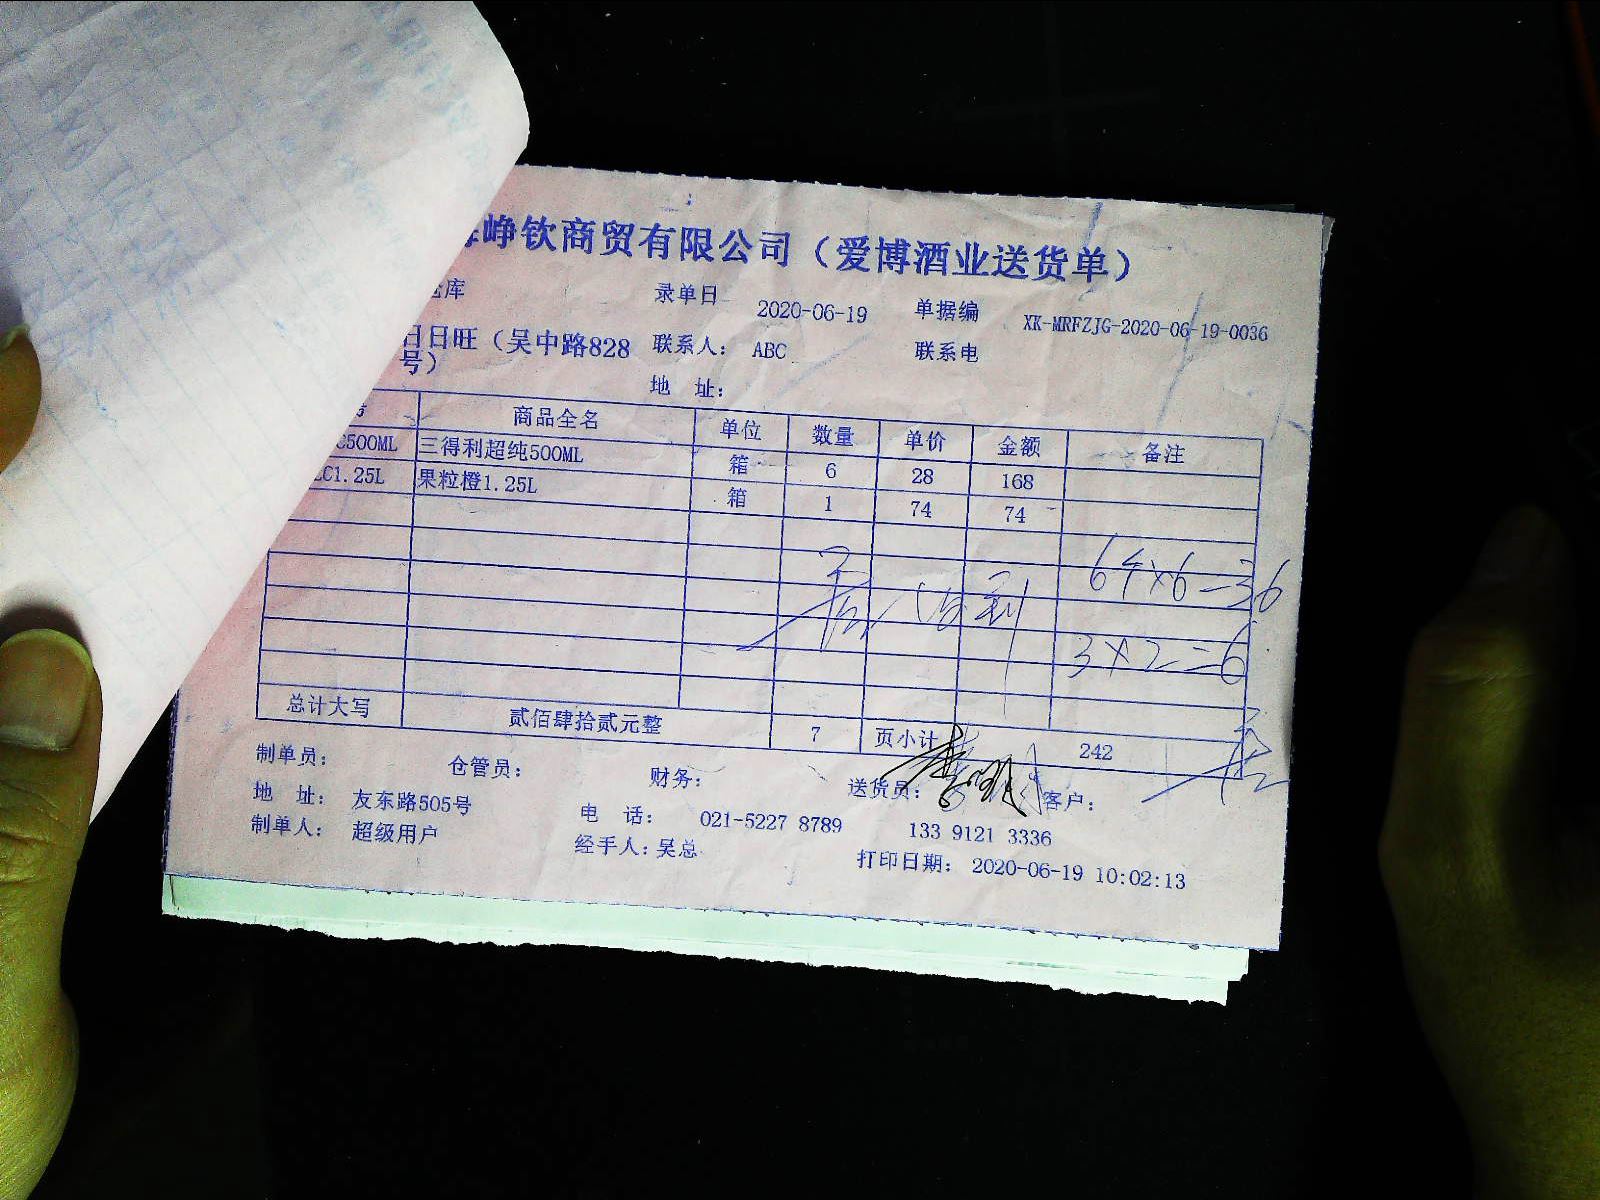 峥钦商贸有限公司（爱博酒业送货单）
库 录单日 2020-06-19 单据编 XK-MRFZJG-2020-06-19-0036
日日旺（吴中路828号） 联系人： ABC 联系电
地 址：
商品全名 单位 数量 单价 金额 备注
C500ML 三得利超纯500ML 箱 6 28 168
C1.25L 果粒橙1.25L 箱 1 74 74
64×6=36
3×2=6
总计大写 贰佰肆拾贰元整 7 页小计 242
制单员： 仓管员： 财务： 送货员： 客户：
地 址： 友东路505号 电 话： 021-5227 8789 133 9121 3336
制单人： 超级用户 经手人：吴总 打印日期： 2020-06-19 10:02:13